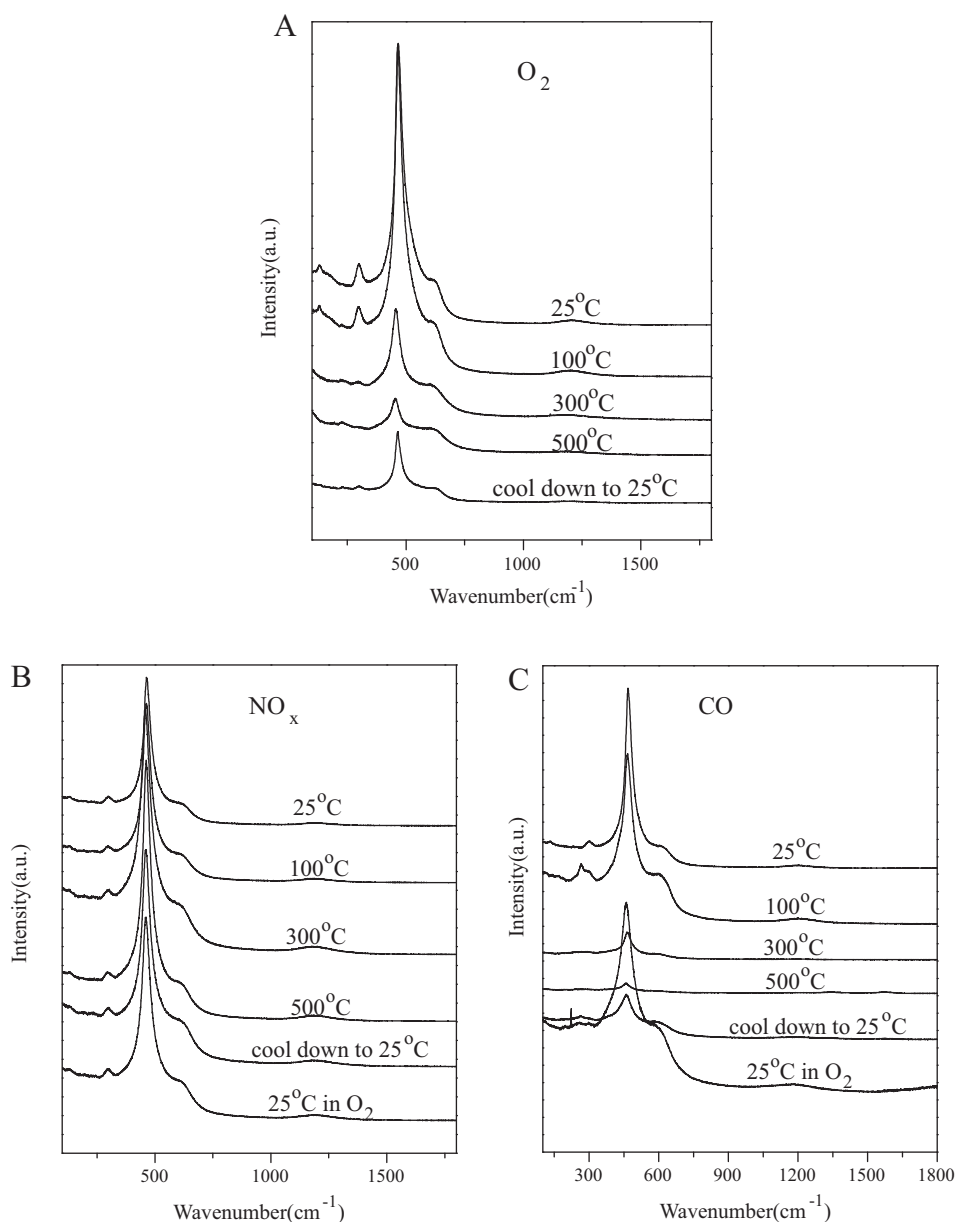 A
O2
Intensity(a.u.)
25°C
100°C
300°C
500°C
cool down to 25°C
500
1000
1500
Wavenumber(cm-1)
B
NOx
Intensity(a.u.)
25°C
100°C
300°C
500°C
cool down to 25°C
25°C in O2
500
1000
1500
Wavenumber(cm-1)
C
CO
Intensity(a.u.)
25°C
100°C
300°C
500°C
cool down to 25°C
25°C in O2
300
600
900
1200
1500
1800
Wavenumber(cm-1)